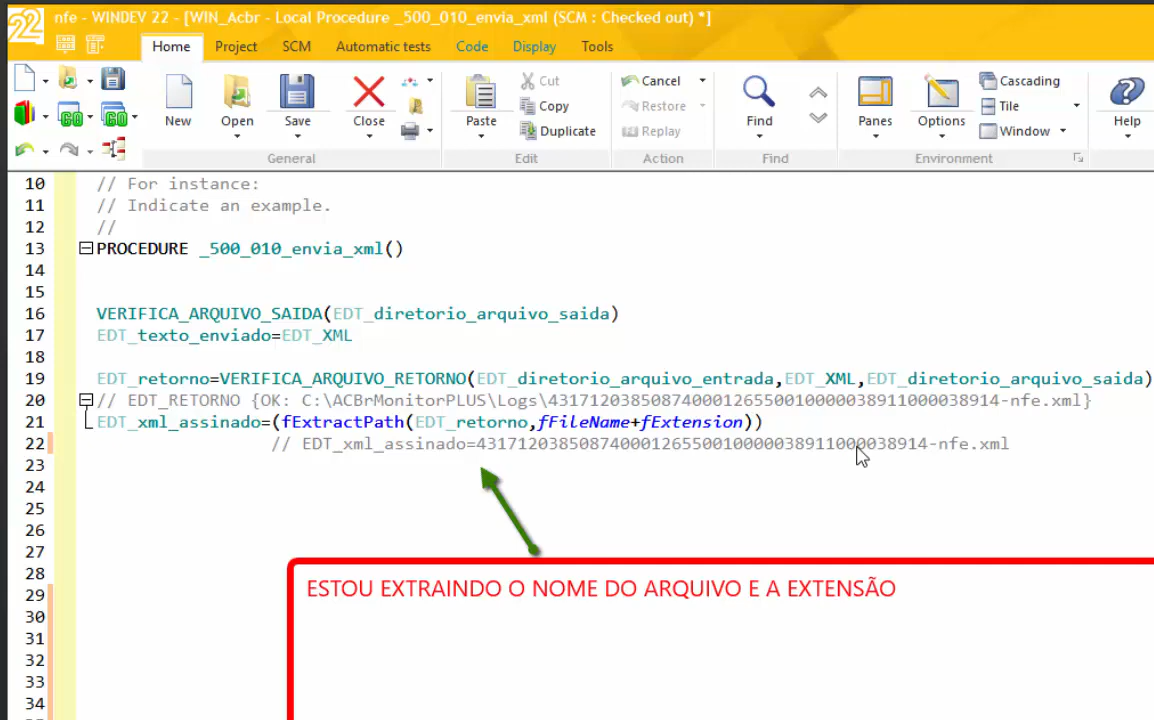 22 nfe - WINDEV 22 - [WIN_Acbr - Local Procedure _500_010_envia_xml (SCM : Checked out) *]
Home Project SCM Automatic tests Code Display Tools
New Open Save Close Paste Cut Copy Duplicate Cancel Restore Replay Find Panes Options Cascading Tile Window Help
GO GO
General Edit Action Find Environment
10 // For instance:
11 // Indicate an example.
12 //
13 PROCEDURE _500_010_envia_xml()
14
15
16 VERIFICA_ARQUIVO_SAIDA(EDT_diretorio_arquivo_saida)
17 EDT_texto_enviado=EDT_XML
18
19 EDT_retorno=VERIFICA_ARQUIVO_RETORNO(EDT_diretorio_arquivo_entrada,EDT_XML,EDT_diretorio_arquivo_saida)
20 // EDT_RETORNO {OK: C:\ACBrMonitorPLUS\Logs\43171203850874000126550010000038911000038914-nfe.xml}
21 EDT_xml_assinado=(fExtractPath(EDT_retorno,fFileName+fExtension))
22 // EDT_xml_assinado=43171203850874000126550010000038911000038914-nfe.xml
23
24
25
26
27
28
29
30
31
32
33
34
ESTOU EXTRAINDO O NOME DO ARQUIVO E A EXTENSÃO